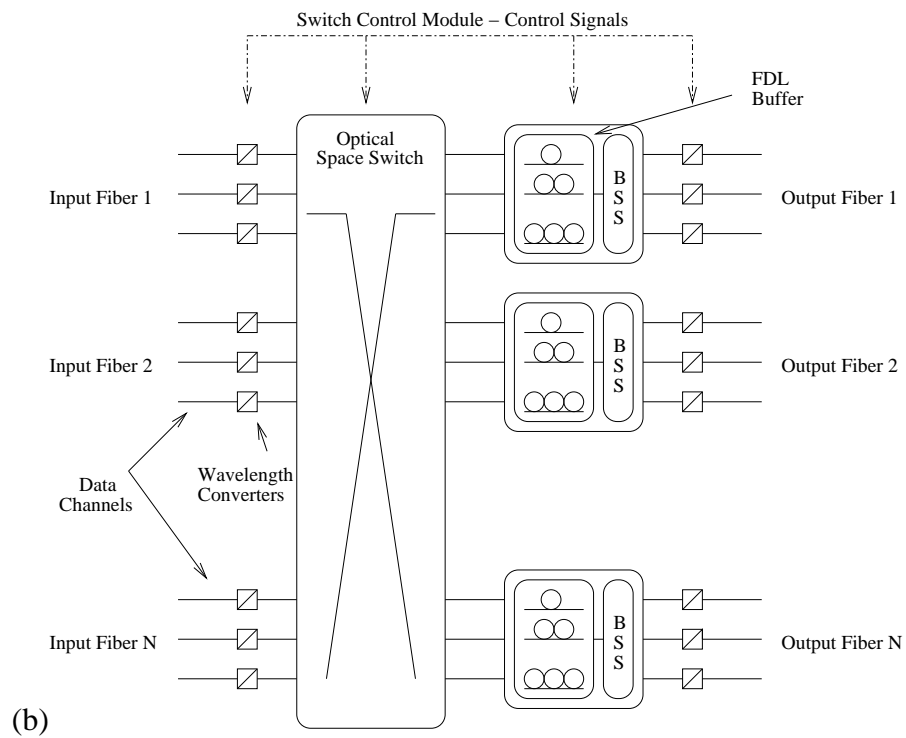 Switch Control Module – Control Signals
FDL
Buffer
Optical
Space Switch
Input Fiber 1
B
S
S
Output Fiber 1
Input Fiber 2
B
S
S
Output Fiber 2
Wavelength
Converters
Data
Channels
Input Fiber N
B
S
S
Output Fiber N
(b)